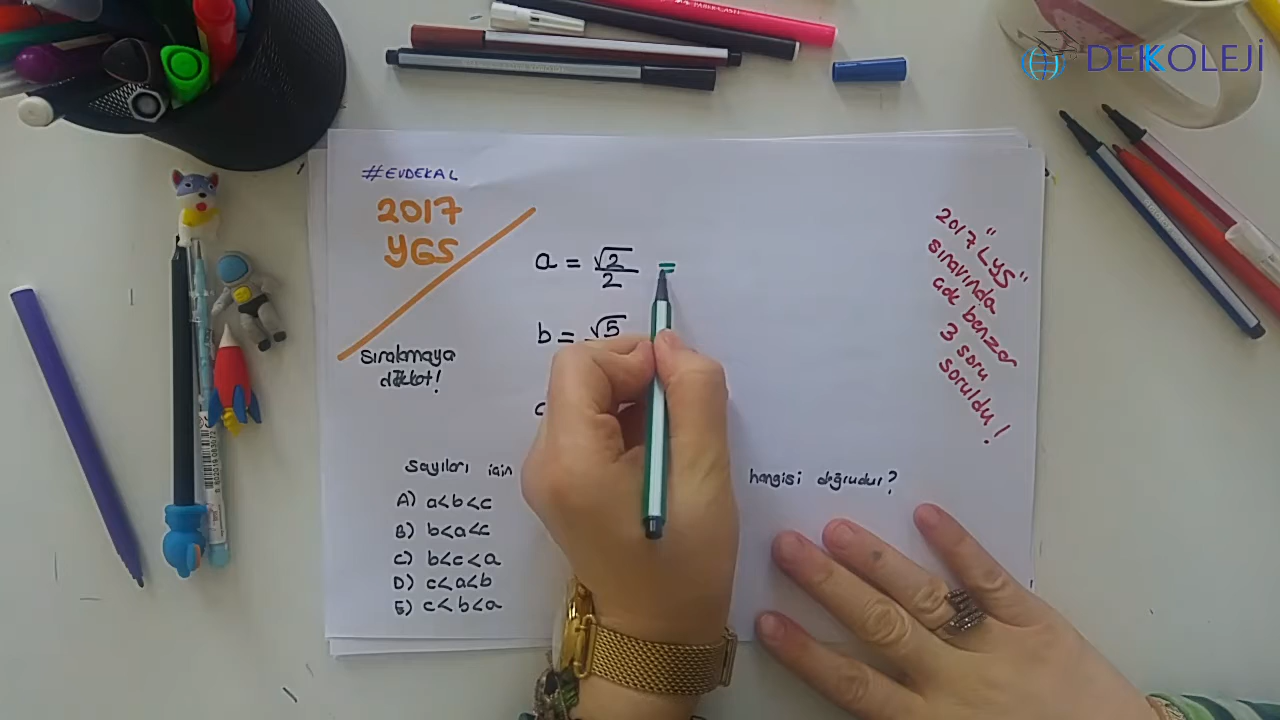 DEKKOLEJİ
#EVDEKAL
2017
YGS
sıralamaya
dikkat!
a = √2/2 =
b = √5
c
sayıları için
hangisi doğrudur?
A) a<b<c
B) b<a<c
C) b<c<a
D) c<a<b
E) c<b<a
2017 "LYS"
sınavında
çok benzer
3 soru
soruldu!